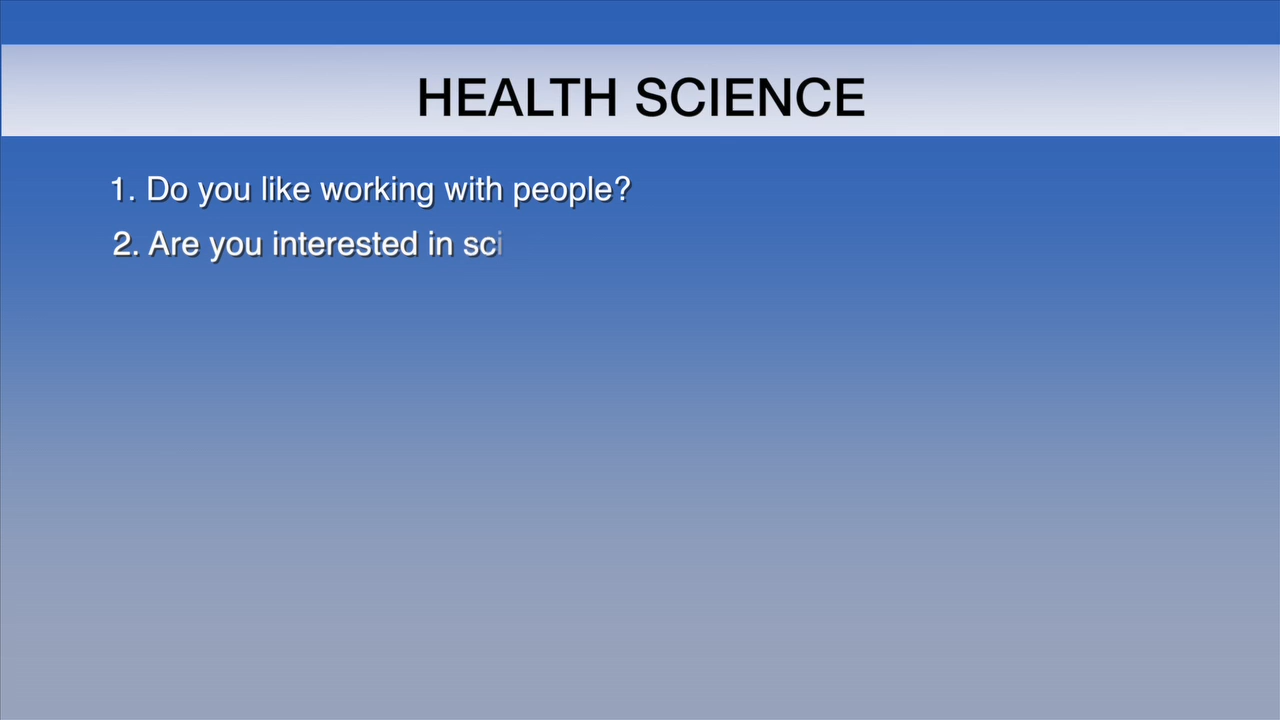 HEALTH SCIENCE
1. Do you like working with people?
2. Are you interested in sci